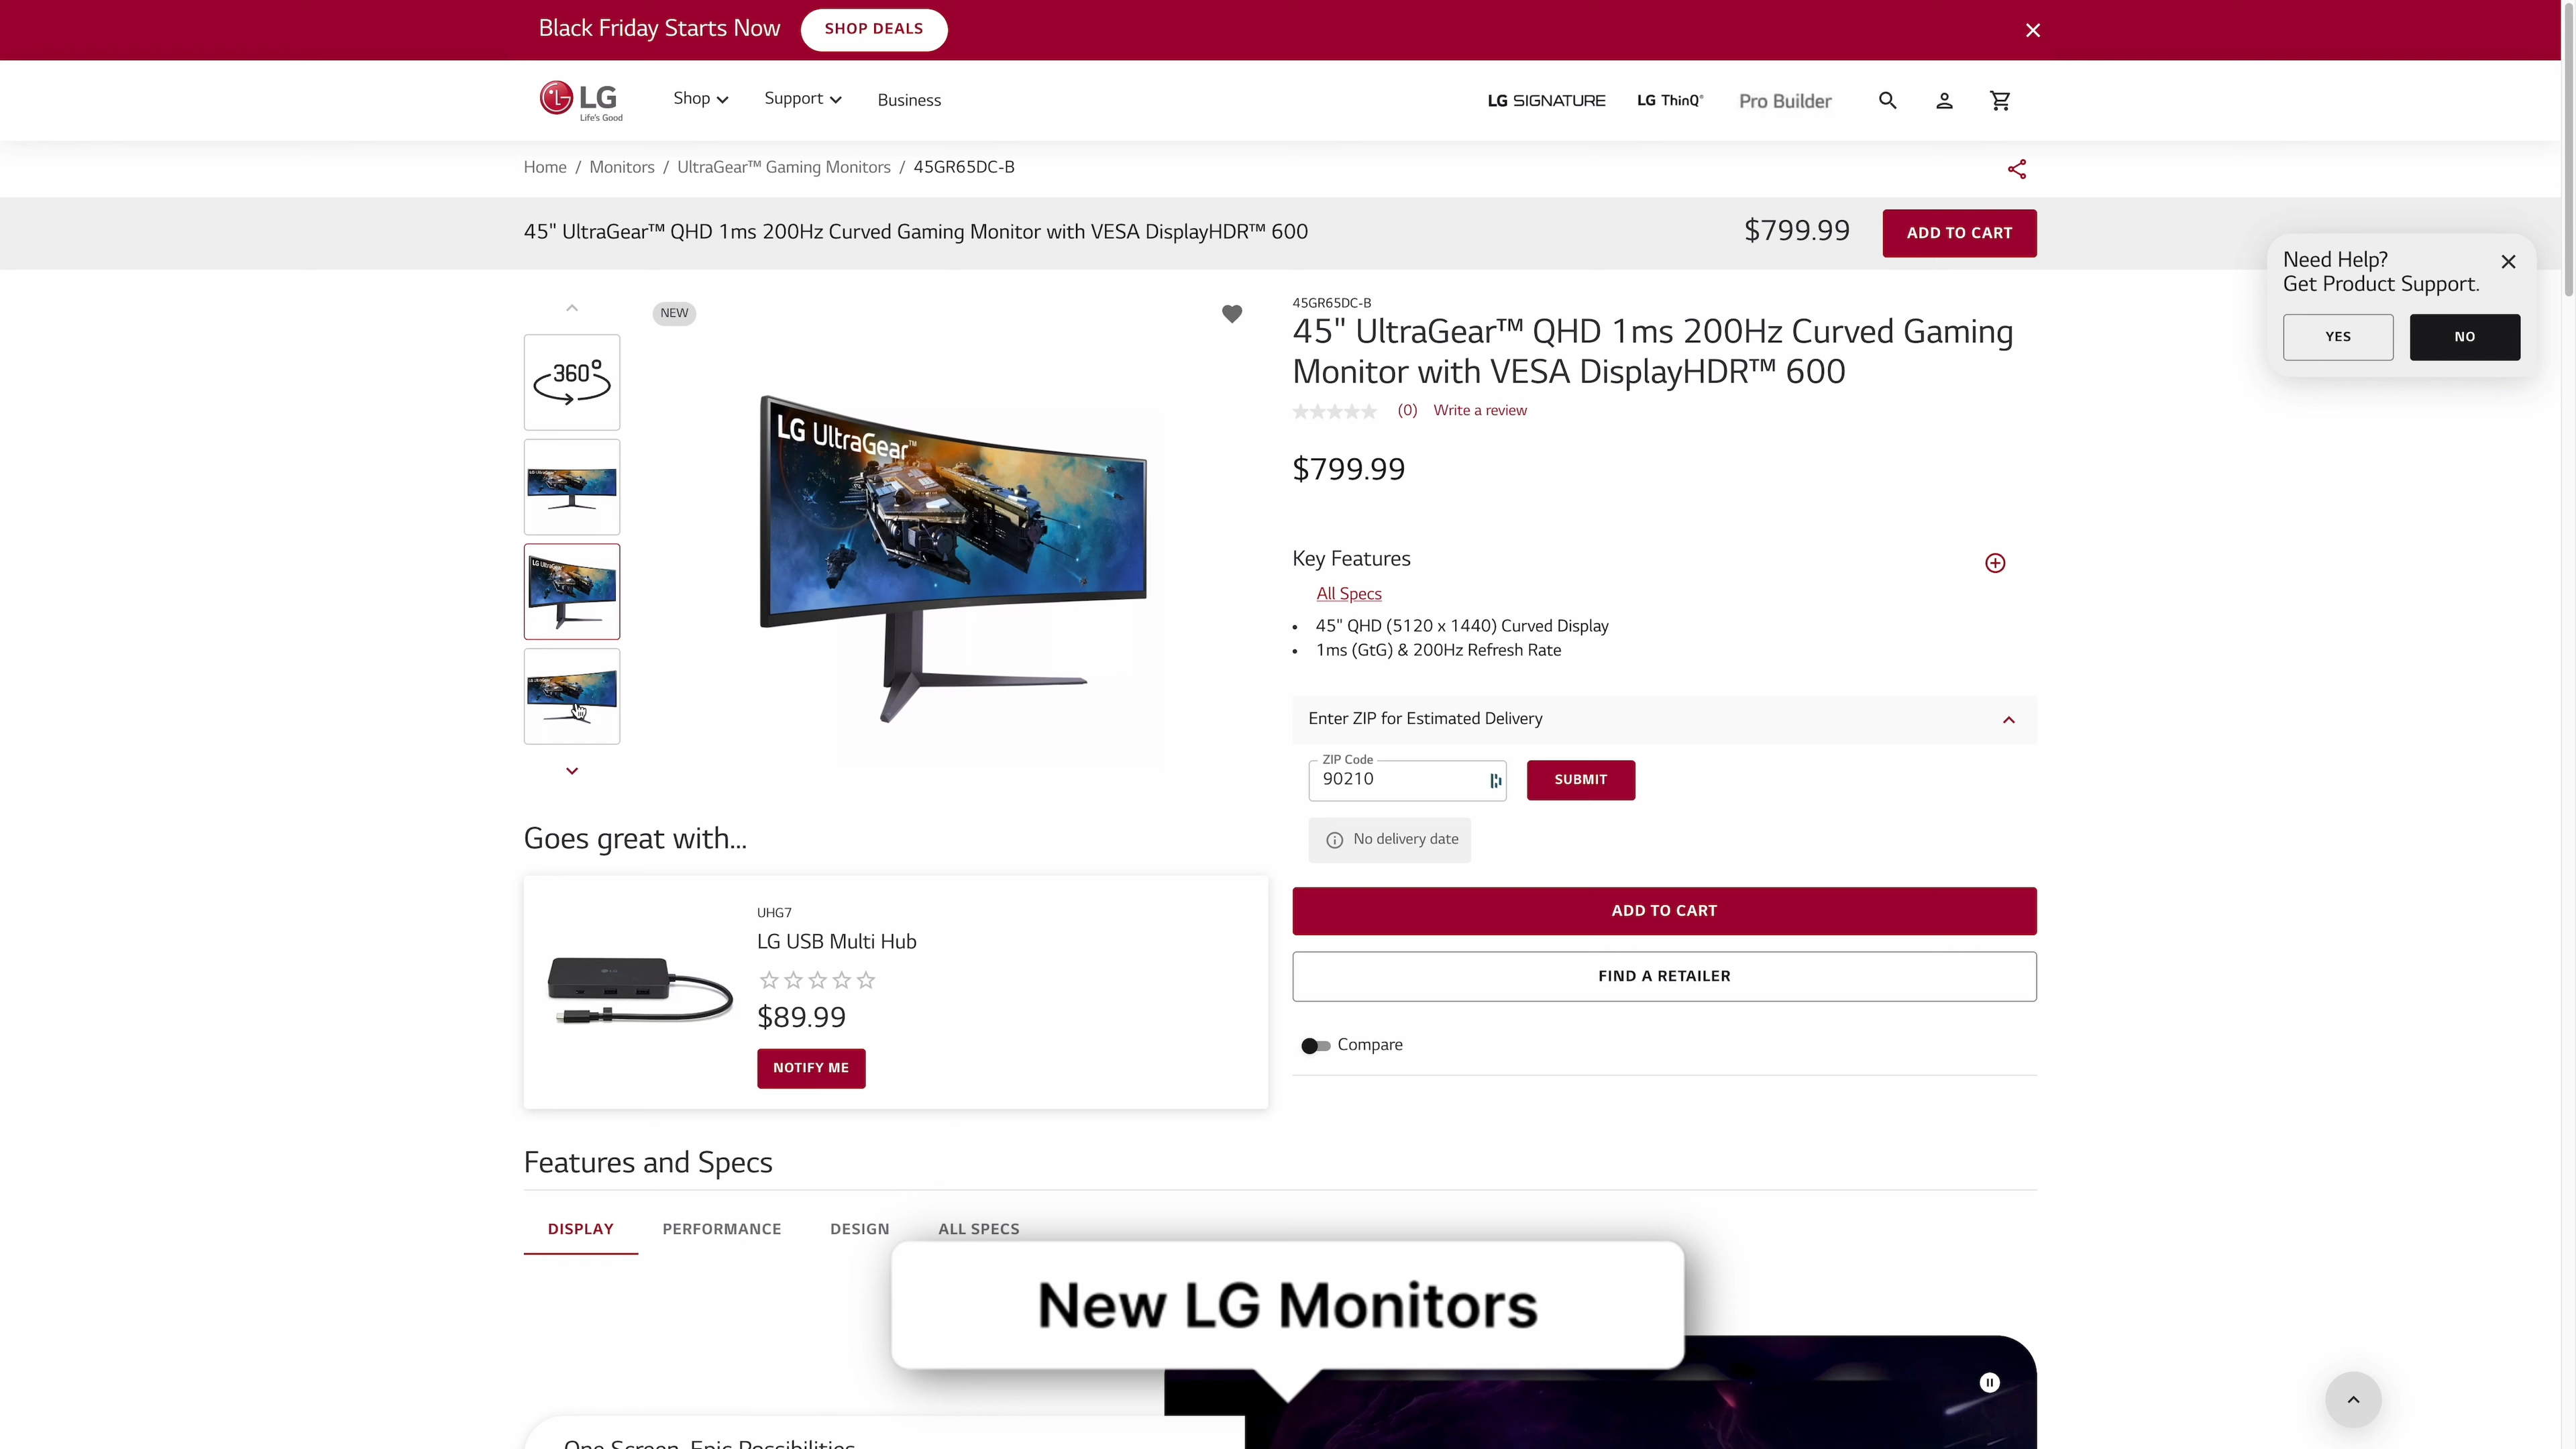 Black Friday Starts Now
SHOP DEALS
LG
Life's Good
Shop
Support
Business
LG SIGNATURE
LG ThinQ®
Pro Builder
Home / Monitors / UltraGear™ Gaming Monitors / 45GR65DC-B
45" UltraGear™ QHD 1ms 200Hz Curved Gaming Monitor with VESA DisplayHDR™ 600
$799.99
ADD TO CART
Need Help?
Get Product Support.
YES
NO
360°
NEW
LG UltraGear™
45GR65DC-B
45" UltraGear™ QHD 1ms 200Hz Curved Gaming
Monitor with VESA DisplayHDR™ 600
(0) Write a review
$799.99
Key Features
All Specs
• 45" QHD (5120 x 1440) Curved Display
• 1ms (GtG) & 200Hz Refresh Rate
Enter ZIP for Estimated Delivery
ZIP Code
90210
SUBMIT
No delivery date
ADD TO CART
FIND A RETAILER
Compare
Goes great with...
UHG7
LG USB Multi Hub
$89.99
NOTIFY ME
Features and Specs
DISPLAY
PERFORMANCE
DESIGN
ALL SPECS
New LG Monitors
One Screen, Epic Possibilities